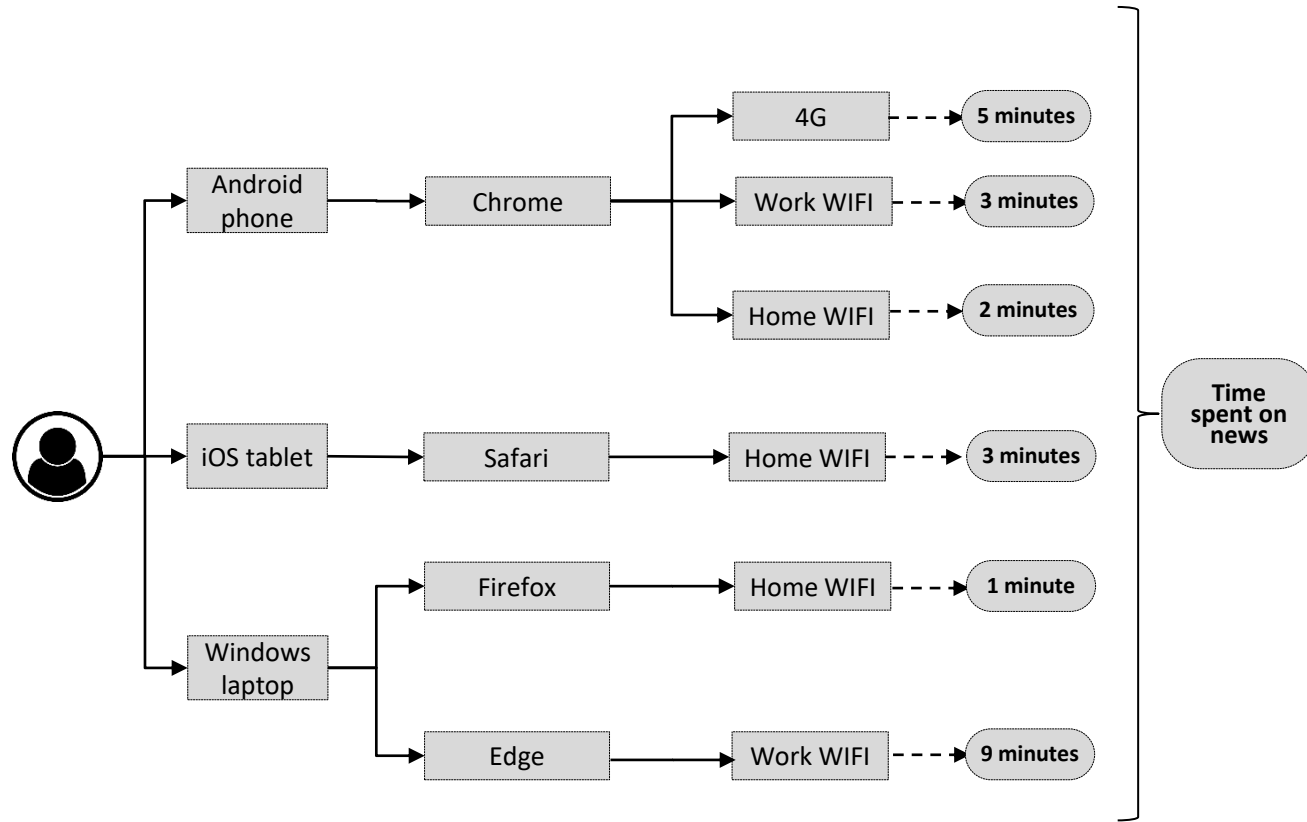 4G
5 minutes
Android
phone
Chrome
Work WIFI
3 minutes
Home WIFI
2 minutes
Time
spent on
news
iOS tablet
Safari
Home WIFI
3 minutes
Firefox
Home WIFI
1 minute
Windows
laptop
Edge
Work WIFI
9 minutes